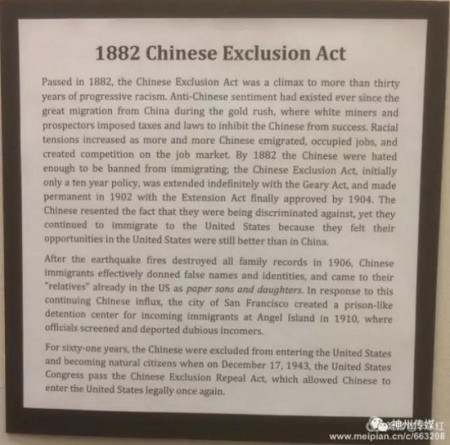 1882 Chinese Exclusion Act
Passed in 1882, the Chinese Exclusion Act was a climax to more than thirty
years of progressive racism. Anti-Chinese sentiment had existed ever since the
great migration from China during the gold rush, where white miners and
prospectors imposed taxes and laws to inhibit the Chinese from success. Racial
tensions increased as more and more Chinese emigrated, occupied jobs, and
created competition on the job market. By 1882 the Chinese were hated
enough to be banned from immigrating; the Chinese Exclusion Act, initially
only a ten year policy, was extended indefinitely with the Geary Act, and made
permanent in 1902 with the Extension Act finally approved by 1904. The
Chinese resented the fact that they were being discriminated against, yet they
continued to immigrate to the United States because they felt their
opportunities in the United States were still better than in China.
After the earthquake fires destroyed all family records in 1906, Chinese
immigrants effectively donned false names and identities, and came to their
"relatives" already in the US as paper sons and daughters. In response to this
continuing Chinese influx, the city of San Francisco created a prison-like
detention center for incoming immigrants at Angel Island in 1910, where
officials screened and deported dubious incomers.
For sixty-one years, the Chinese were excluded from entering the United States
and becoming natural citizens when on December 17, 1943, the United States
Congress pass the Chinese Exclusion Repeal Act, which allowed Chinese to
enter the United States legally once again.
神州传媒红
www.meipian.cn/c/663208